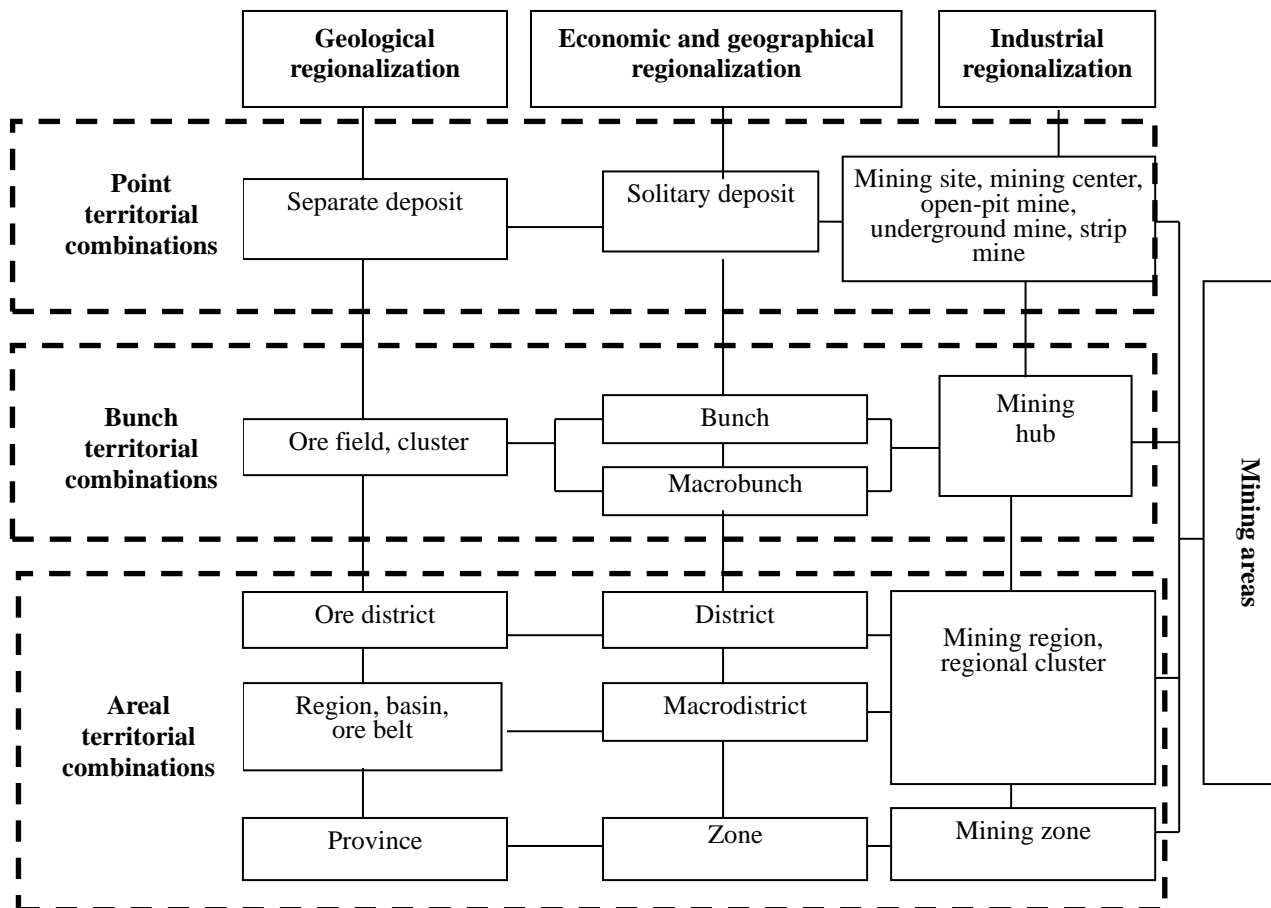 Geological
regionalization
Economic and geographical
regionalization
Industrial
regionalization
Point
territorial
combinations
Separate deposit
Solitary deposit
Mining site, mining center,
open-pit mine,
underground mine, strip
mine
Bunch
territorial
combinations
Ore field, cluster
Bunch
Macrobunch
Mining
hub
Mining areas
Areal
territorial
combinations
Ore district
District
Mining region,
regional cluster
Region, basin,
ore belt
Macrodistrict
Province
Zone
Mining zone